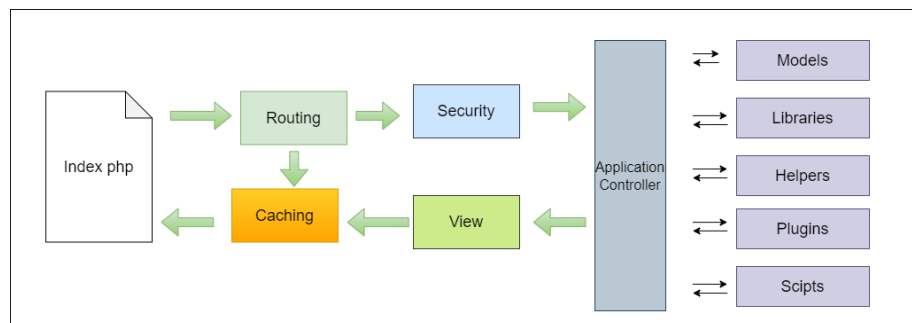 Index php
Routing
Security
Caching
View
Application
Controller
Models
Libraries
Helpers
Plugins
Scipts